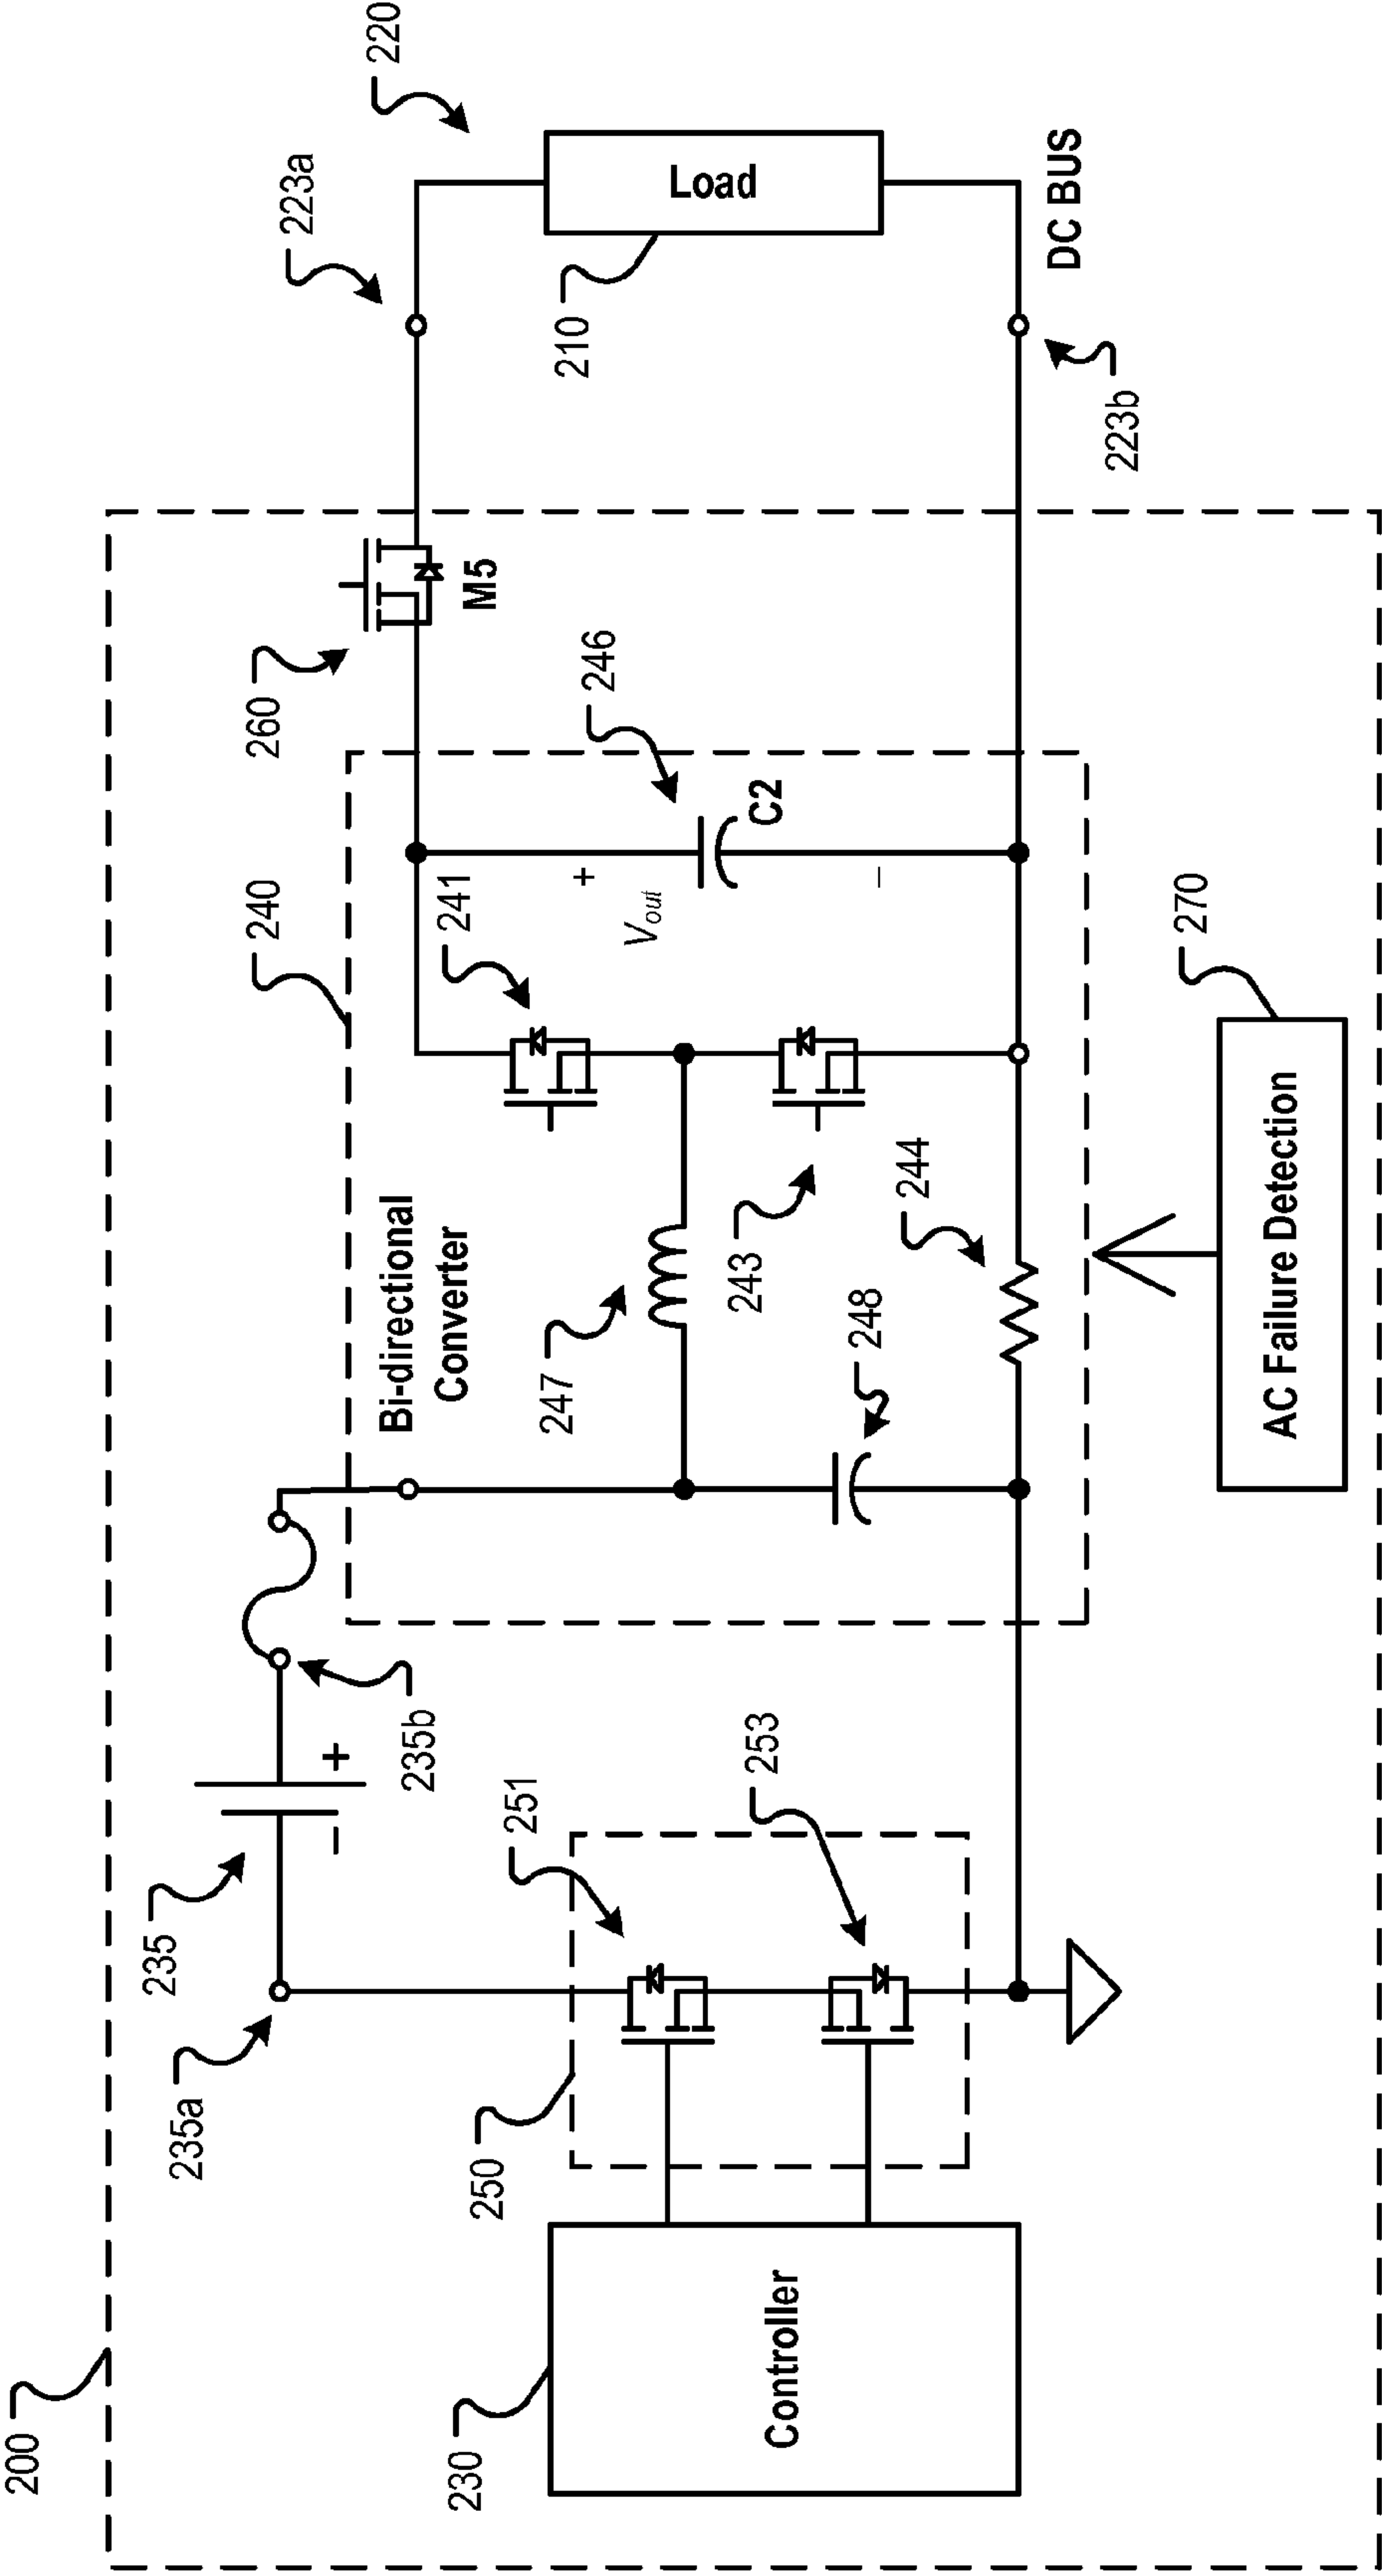 200
235a
235
235b
240
260
223a
220
Bi-directional
Converter
241
246
M5
-
+
250
251
253
247
243
248
244
+
Vout
–
C2
210
Load
230
Controller
DC BUS
223b
270
AC Failure Detection